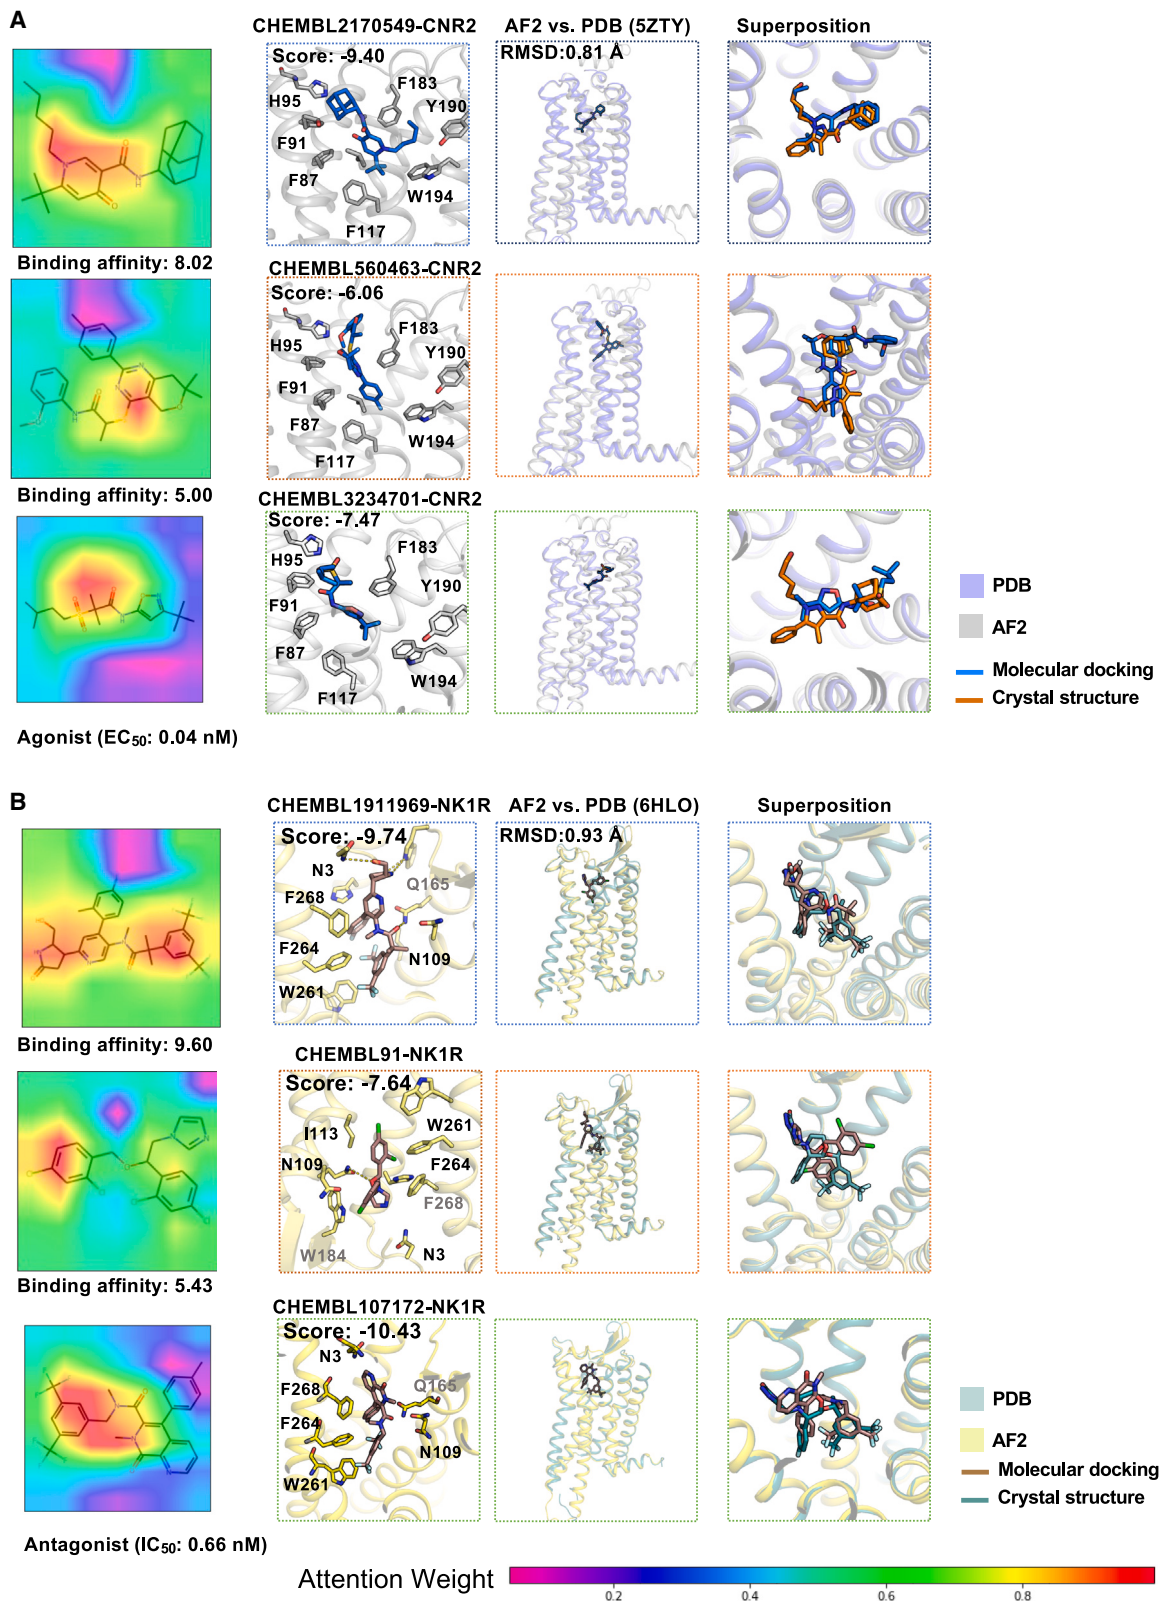 A
CHEMBL2170549-CNR2
AF2 vs. PDB (5ZTY)
Superposition
Score: -9.40
RMSD:0.81 Å
H95
F183
Y190
F91
F87
W194
F117
Binding affinity: 8.02
CHEMBL560463-CNR2
Score: -6.06
F183
H95
Y190
F91
F87
W194
F117
Binding affinity: 5.00
CHEMBL3234701-CNR2
Score: -7.47
H95
F183
F91
Y190
F87
W194
F117
PDB
AF2
Molecular docking
Crystal structure
Agonist (EC50: 0.04 nM)
B
CHEMBL1911969-NK1R
AF2 vs. PDB (6HLO)
Superposition
Score: -9.74
RMSD:0.93 Å
N3
Q165
F268
F264
N109
W261
Binding affinity: 9.60
CHEMBL91-NK1R
Score: -7.64
I113
W261
N109
F264
F268
W184
N3
Binding affinity: 5.43
CHEMBL107172-NK1R
Score: -10.43
N3
F268
Q165
F264
N109
W261
PDB
AF2
Molecular docking
Crystal structure
Antagonist (IC50: 0.66 nM)
Attention Weight
0.2
0.4
0.6
0.8